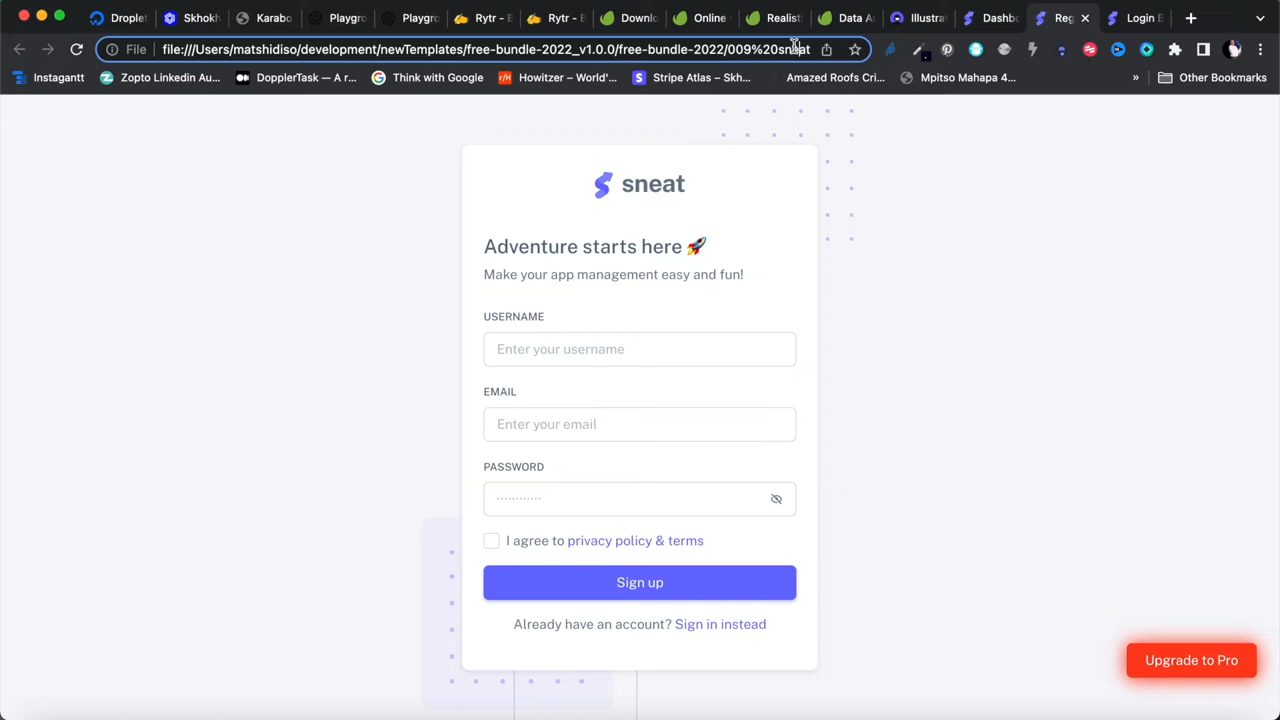 Droplet
Skhokh
Karabo
Playgro
Playgro
Rytr - B
Rytr - B
Downlo
Online
Realisti
Data A
Illustra
Dashbo
Reg
Login B
File
file:///Users/matshidiso/development/newTemplates/free-bundle-2022_v1.0.0/free-bundle-2022/009%20sneat
Instagantt
Zopto Linkedin Au...
DopplerTask — A r...
Think with Google
Howitzer – World'...
Stripe Atlas – Skh...
Amazed Roofs Cri...
Mpitso Mahapa 4...
»
Other Bookmarks
sneat
Adventure starts here 🚀
Make your app management easy and fun!
USERNAME
Enter your username
EMAIL
Enter your email
PASSWORD
············
I agree to privacy policy & terms
Sign up
Already have an account? Sign in instead
Upgrade to Pro